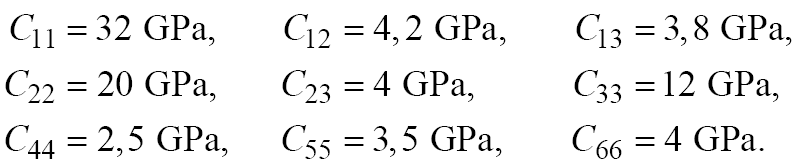 C11 = 32 GPa, C12 = 4,2 GPa, C13 = 3,8 GPa,
C22 = 20 GPa, C23 = 4 GPa, C33 = 12 GPa,
C44 = 2,5 GPa, C55 = 3,5 GPa, C66 = 4 GPa.